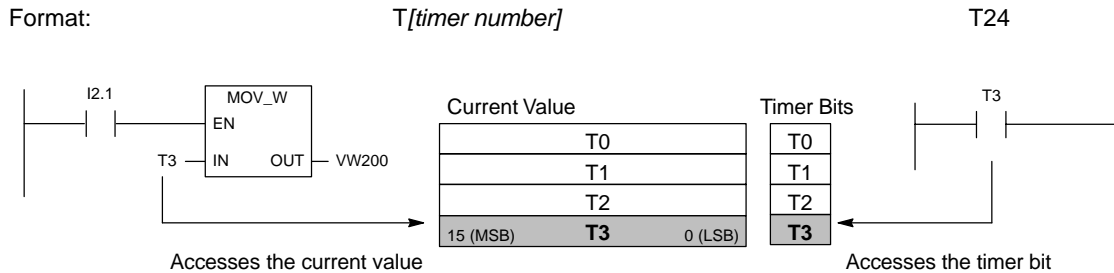 Format: T[timer number] T24
I2.1
MOV_W
EN
T3 IN OUT VW200
Current Value
T0
T1
T2
15 (MSB) T3 0 (LSB)
Timer Bits
T0
T1
T2
T3
T3
Accesses the current value
Accesses the timer bit